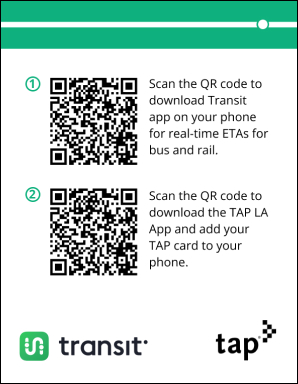 1
Scan the QR code to
download Transit
app on your phone
for real-time ETAs for
bus and rail.
2
Scan the QR code to
download the TAP LA
App and add your
TAP card to your
phone.
transit
tap